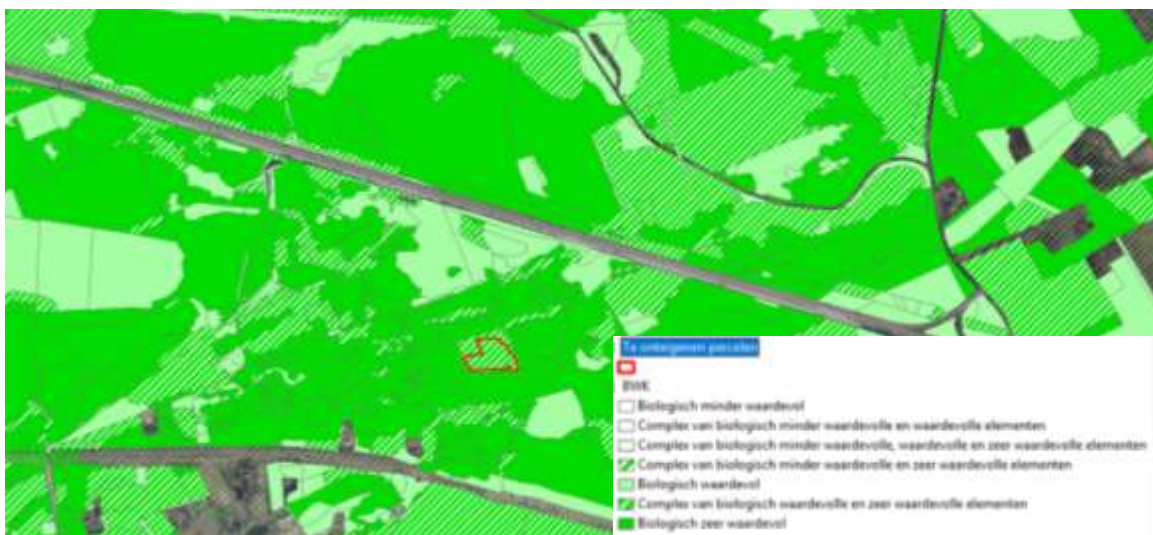 Te onteigenen percelen
BWK
Biologisch minder waardevol
Complex van biologisch minder waardevolle en waardevolle elementen
Complex van biologisch minder waardevolle, waardevolle en zeer waardevolle elementen
Complex van biologisch minder waardevolle en zeer waardevolle elementen
Biologisch waardevol
Complex van biologisch waardevolle en zeer waardevolle elementen
Biologisch zeer waardevol